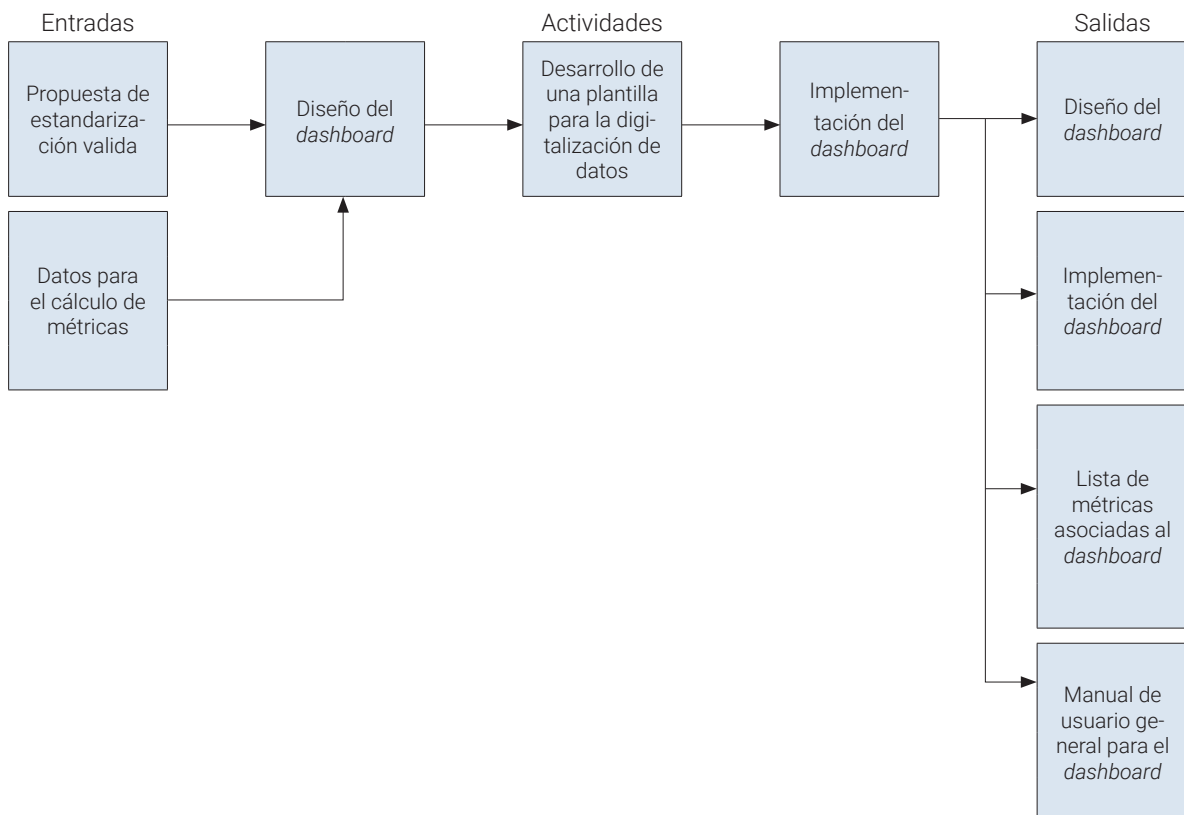 Entradas
Actividades
Salidas
Propuesta de
estandariza-
ción valida
Diseño del
dashboard
Desarrollo de
una plantilla
para la digi-
talización de
datos
Implemen-
tación del
dashboard
Diseño del
dashboard
Datos para
el cálculo de
métricas
Implemen-
tación del
dashboard
Lista de
métricas
asociadas al
dashboard
Manual de
usuario ge-
neral para el
dashboard